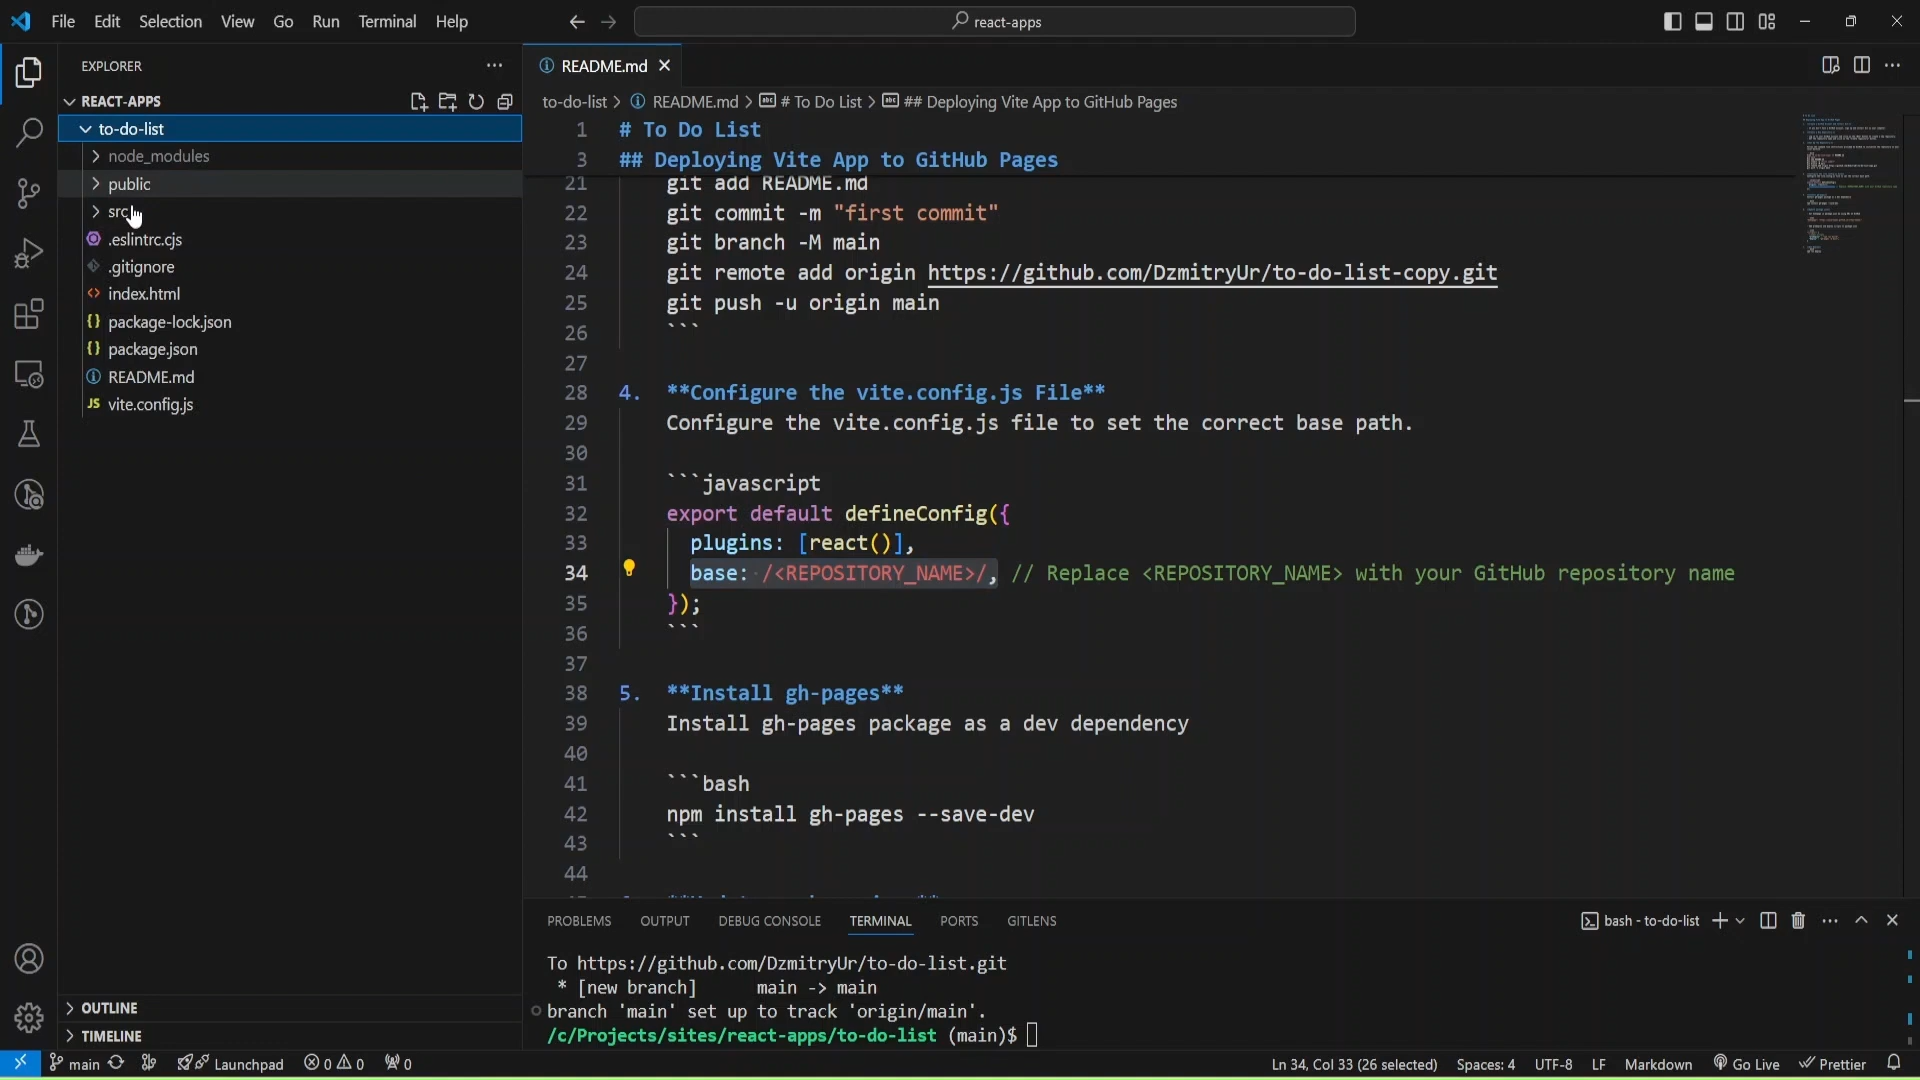 File Edit Selection View Go Run Terminal Help
react-apps
EXPLORER
REACT-APPS
to-do-list
node_modules
public
src
.eslintrc.cjs
.gitignore
index.html
package-lock.json
package.json
README.md
JS vite.config.js
OUTLINE
TIMELINE
README.md
to-do-list > README.md > # To Do List > ## Deploying Vite App to GitHub Pages
1 # To Do List
3 ## Deploying Vite App to GitHub Pages
21 git add README.md
22 git commit -m "first commit"
23 git branch -M main
24 git remote add origin https://github.com/DzmitryUr/to-do-list-copy.git
25 git push -u origin main
26 ```
27
28 4. **Configure the vite.config.js File**
29 Configure the vite.config.js file to set the correct base path.
30
31 ```javascript
32 export default defineConfig({
33 plugins: [react()],
34 base: /<REPOSITORY_NAME>/, // Replace <REPOSITORY_NAME> with your GitHub repository name
35 });
36 ```
37
38 5. **Install gh-pages**
39 Install gh-pages package as a dev dependency
40
41 ```bash
42 npm install gh-pages --save-dev
43 ```
44
PROBLEMS OUTPUT DEBUG CONSOLE TERMINAL PORTS GITLENS
bash - to-do-list
To https://github.com/DzmitryUr/to-do-list.git
* [new branch] main -> main
branch 'main' set up to track 'origin/main'.
/c/Projects/sites/react-apps/to-do-list (main)$
main Launchpad 0 0 0
Ln 34, Col 33 (26 selected) Spaces: 4 UTF-8 LF Markdown Go Live Prettier